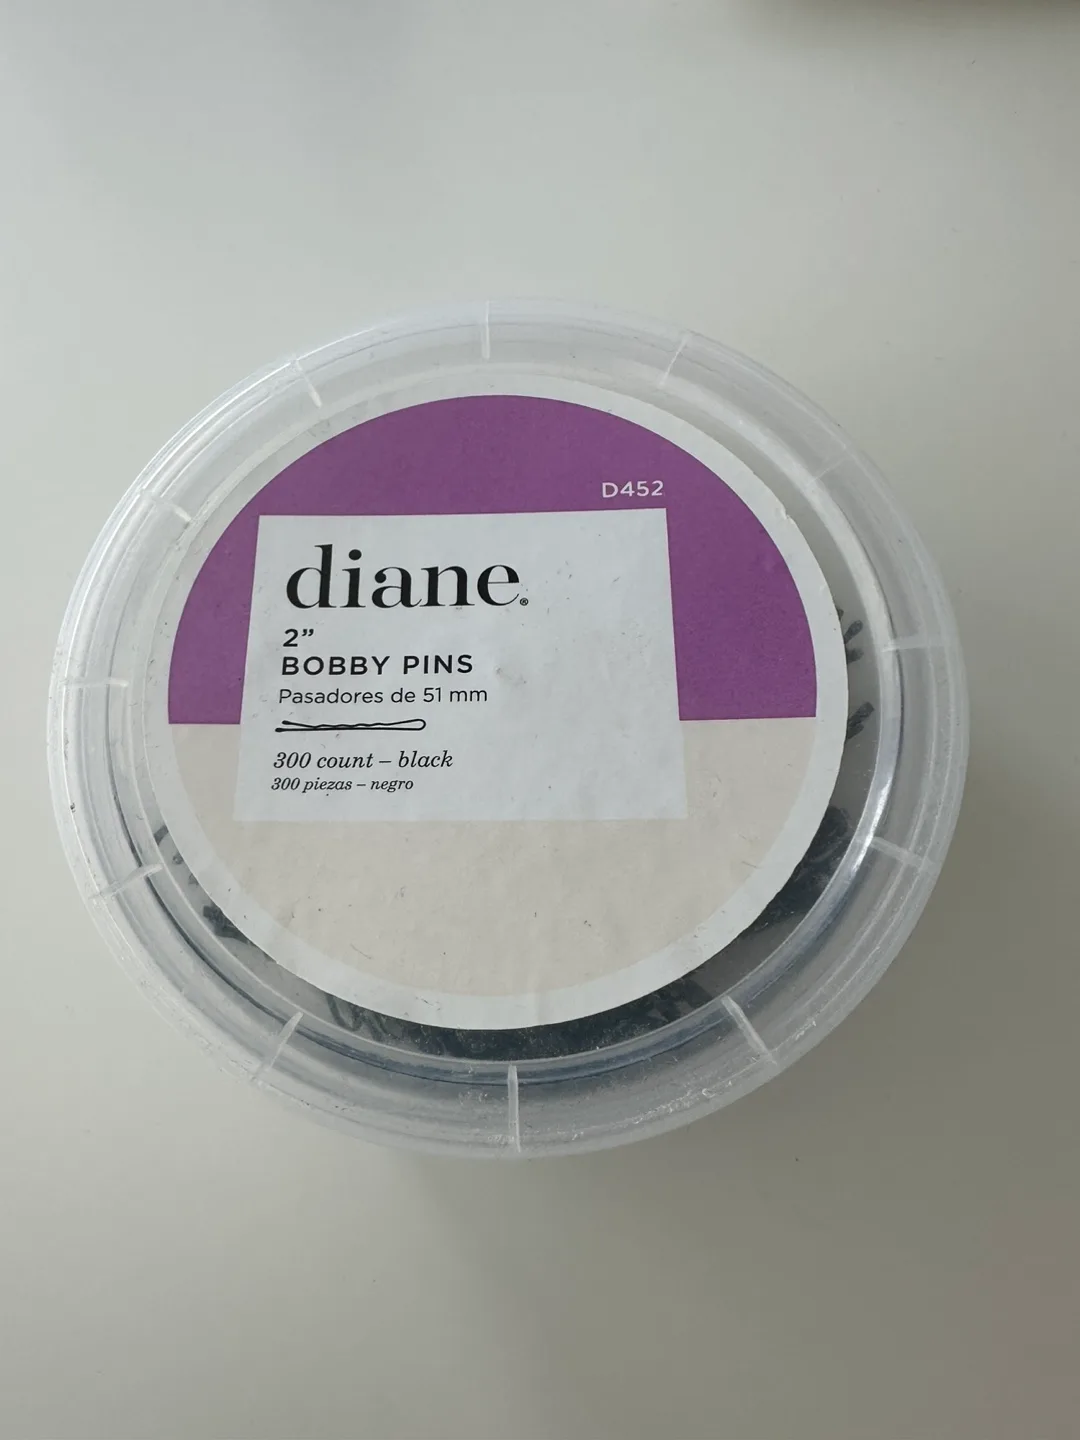 D452
diane®
2”
BOBBY PINS
Pasadores de 51 mm
300 count – black
300 piezas – negro